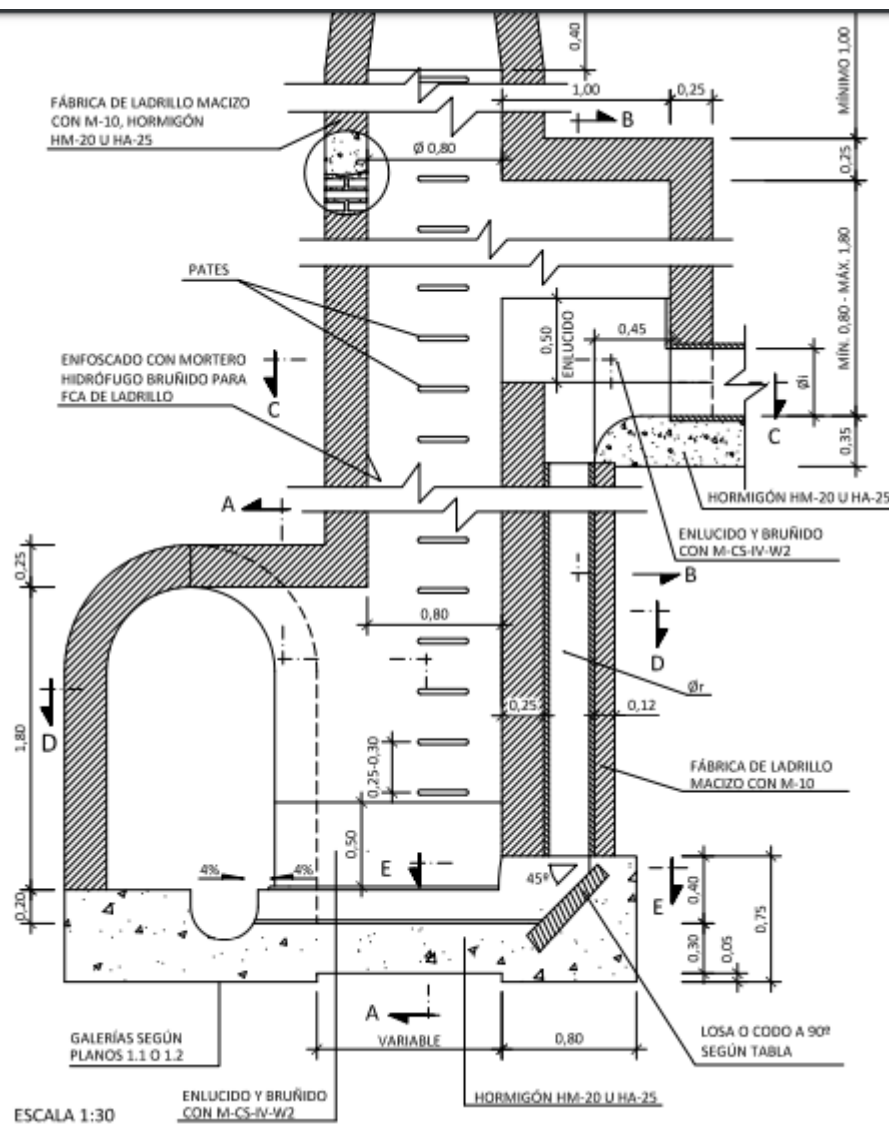 0,40
FÁBRICA DE LADRILLO MACIZO
CON M-10, HORMIGÓN
HM-20 U HA-25
1,00
0,25
MÍNIMO 1,00
B
Ø 0,80
0,25
PATES
MÍN. 0,80 - MÁX. 1,80
0,50
ENLUCIDO
0,45
Øi
ENFOSCADO CON MORTERO
HIDRÓFUGO BRUÑIDO PARA
FCA DE LADRILLO
C
C
0,35
HORMIGÓN HM-20 U HA-25
A
ENLUCIDO Y BRUÑIDO
CON M-CS-IV-W2
0,25
B
0,80
D
Ør
0,25
0,12
D
1,80
0,25-0,30
FÁBRICA DE LADRILLO
MACIZO CON M-10
0,50
4%
4%
E
45º
E
0,20
0,40
0,30
0,05
0,75
A
GALERÍAS SEGÚN
PLANOS 1.1 O 1.2
VARIABLE
0,80
LOSA O CODO A 90º
SEGÚN TABLA
ENLUCIDO Y BRUÑIDO
CON M-CS-IV-W2
HORMIGÓN HM-20 U HA-25
ESCALA 1:30